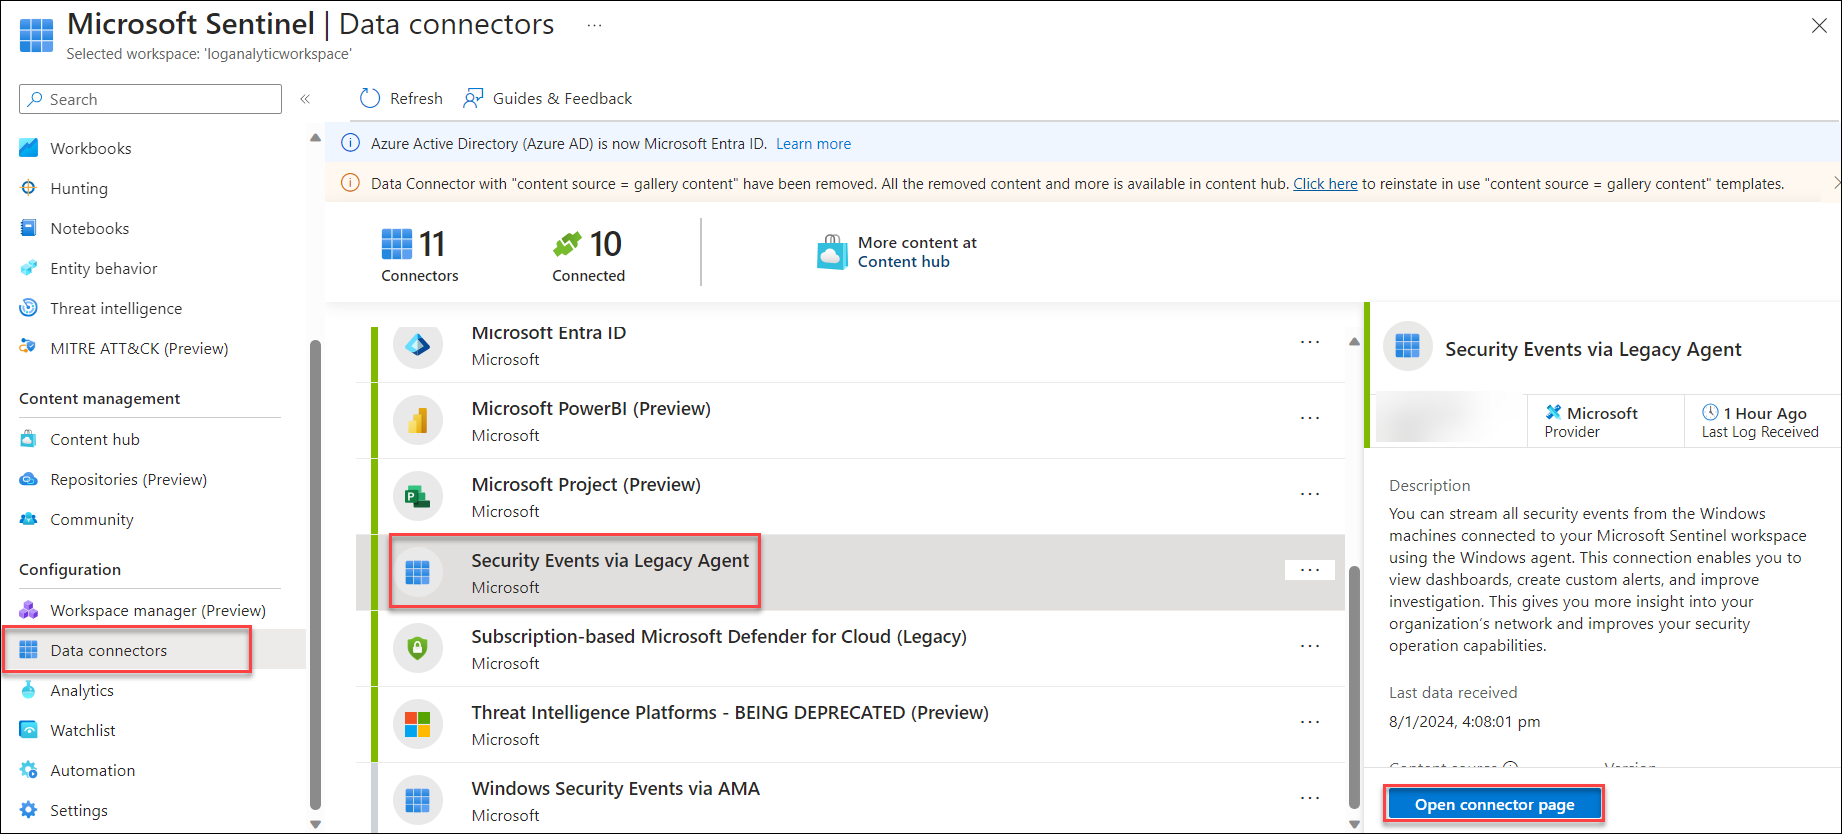 Microsoft Sentinel | Data connectors ...
Selected workspace: 'loganalyticworkspace'
Search
«
Refresh
Guides & Feedback
Workbooks
Hunting
Notebooks
Entity behavior
Threat intelligence
MITRE ATT&CK (Preview)
Content management
Content hub
Repositories (Preview)
Community
Configuration
Workspace manager (Preview)
Data connectors
Analytics
Watchlist
Automation
Settings
Azure Active Directory (Azure AD) is now Microsoft Entra ID. Learn more
Data Connector with "content source = gallery content" have been removed. All the removed content and more is available in content hub. Click here to reinstate in use "content source = gallery content" templates.
11
Connectors
10
Connected
More content at
Content hub
Microsoft Entra ID
Microsoft
...
Microsoft PowerBI (Preview)
Microsoft
...
Microsoft Project (Preview)
Microsoft
...
Security Events via Legacy Agent
Microsoft
...
Subscription-based Microsoft Defender for Cloud (Legacy)
Microsoft
...
Threat Intelligence Platforms - BEING DEPRECATED (Preview)
Microsoft
...
Windows Security Events via AMA
Microsoft
...
Security Events via Legacy Agent
Microsoft
Provider
1 Hour Ago
Last Log Received
Description
You can stream all security events from the Windows
machines connected to your Microsoft Sentinel workspace
using the Windows agent. This connection enables you to
view dashboards, create custom alerts, and improve
investigation. This gives you more insight into your
organization's network and improves your security
operation capabilities.
Last data received
8/1/2024, 4:08:01 pm
Content source
Version
Open connector page